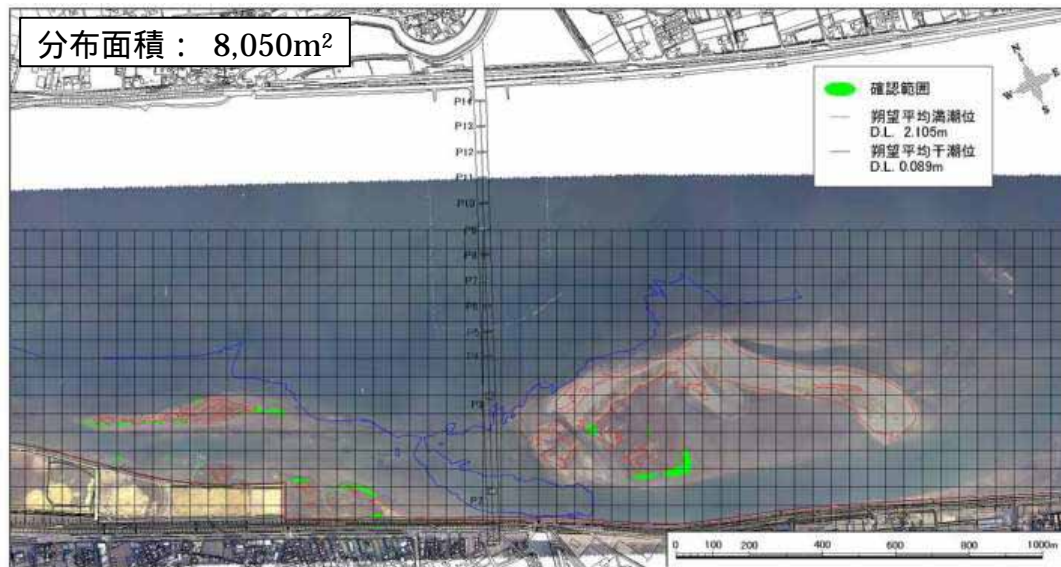 分布面積： 8,050m²
N
W
E
S
確認範囲
朔望平均満潮位
D.L. 2.105m
朔望平均干潮位
D.L. 0.089m
P14
P13
P12
P11
P10
P9
P8
P7
P6
P5
P4
P3
P2
0 100 200 400 600 800 1000m